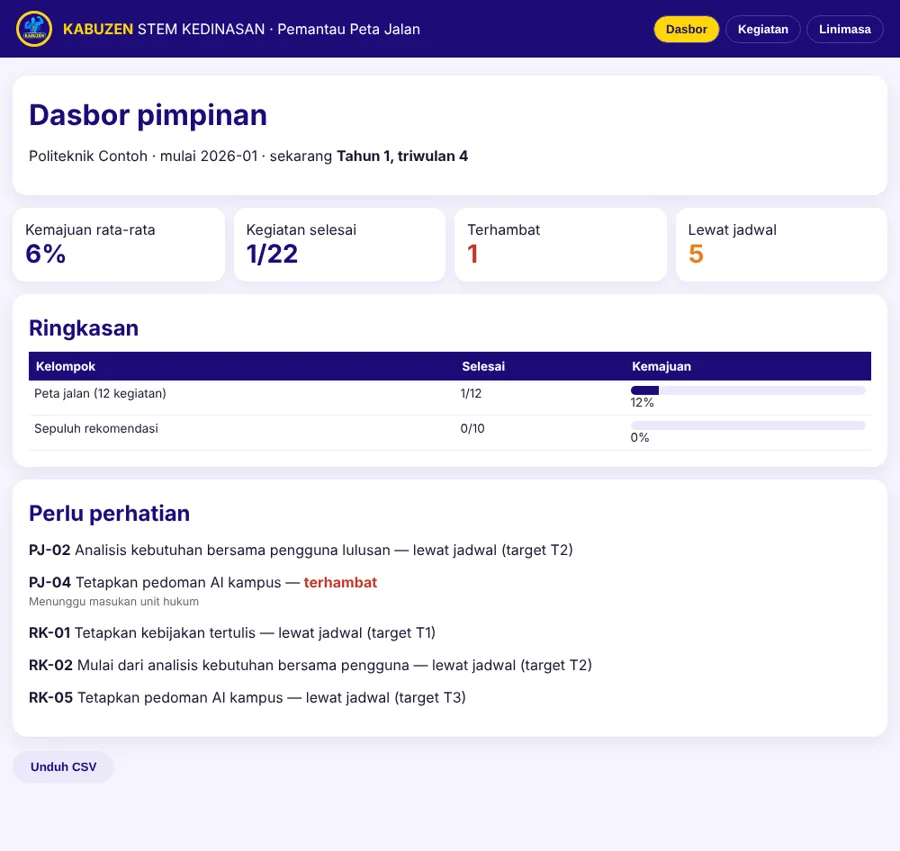 KABUZEN
KABUZEN STEM KEDINASAN · Pemantau Peta Jalan
Dasbor
Kegiatan
Linimasa
Dasbor pimpinan
Politeknik Contoh · mulai 2026-01 · sekarang Tahun 1, triwulan 4
Kemajuan rata-rata
6%
Kegiatan selesai
1/22
Terhambat
1
Lewat jadwal
5
Ringkasan
Kelompok Selesai Kemajuan
Peta jalan (12 kegiatan) 1/12 12%
Sepuluh rekomendasi 0/10 0%
Perlu perhatian
PJ-02 Analisis kebutuhan bersama pengguna lulusan — lewat jadwal (target T2)
PJ-04 Tetapkan pedoman AI kampus — terhambat
Menunggu masukan unit hukum
RK-01 Tetapkan kebijakan tertulis — lewat jadwal (target T1)
RK-02 Mulai dari analisis kebutuhan bersama pengguna — lewat jadwal (target T2)
RK-05 Tetapkan pedoman AI kampus — lewat jadwal (target T3)
Unduh CSV